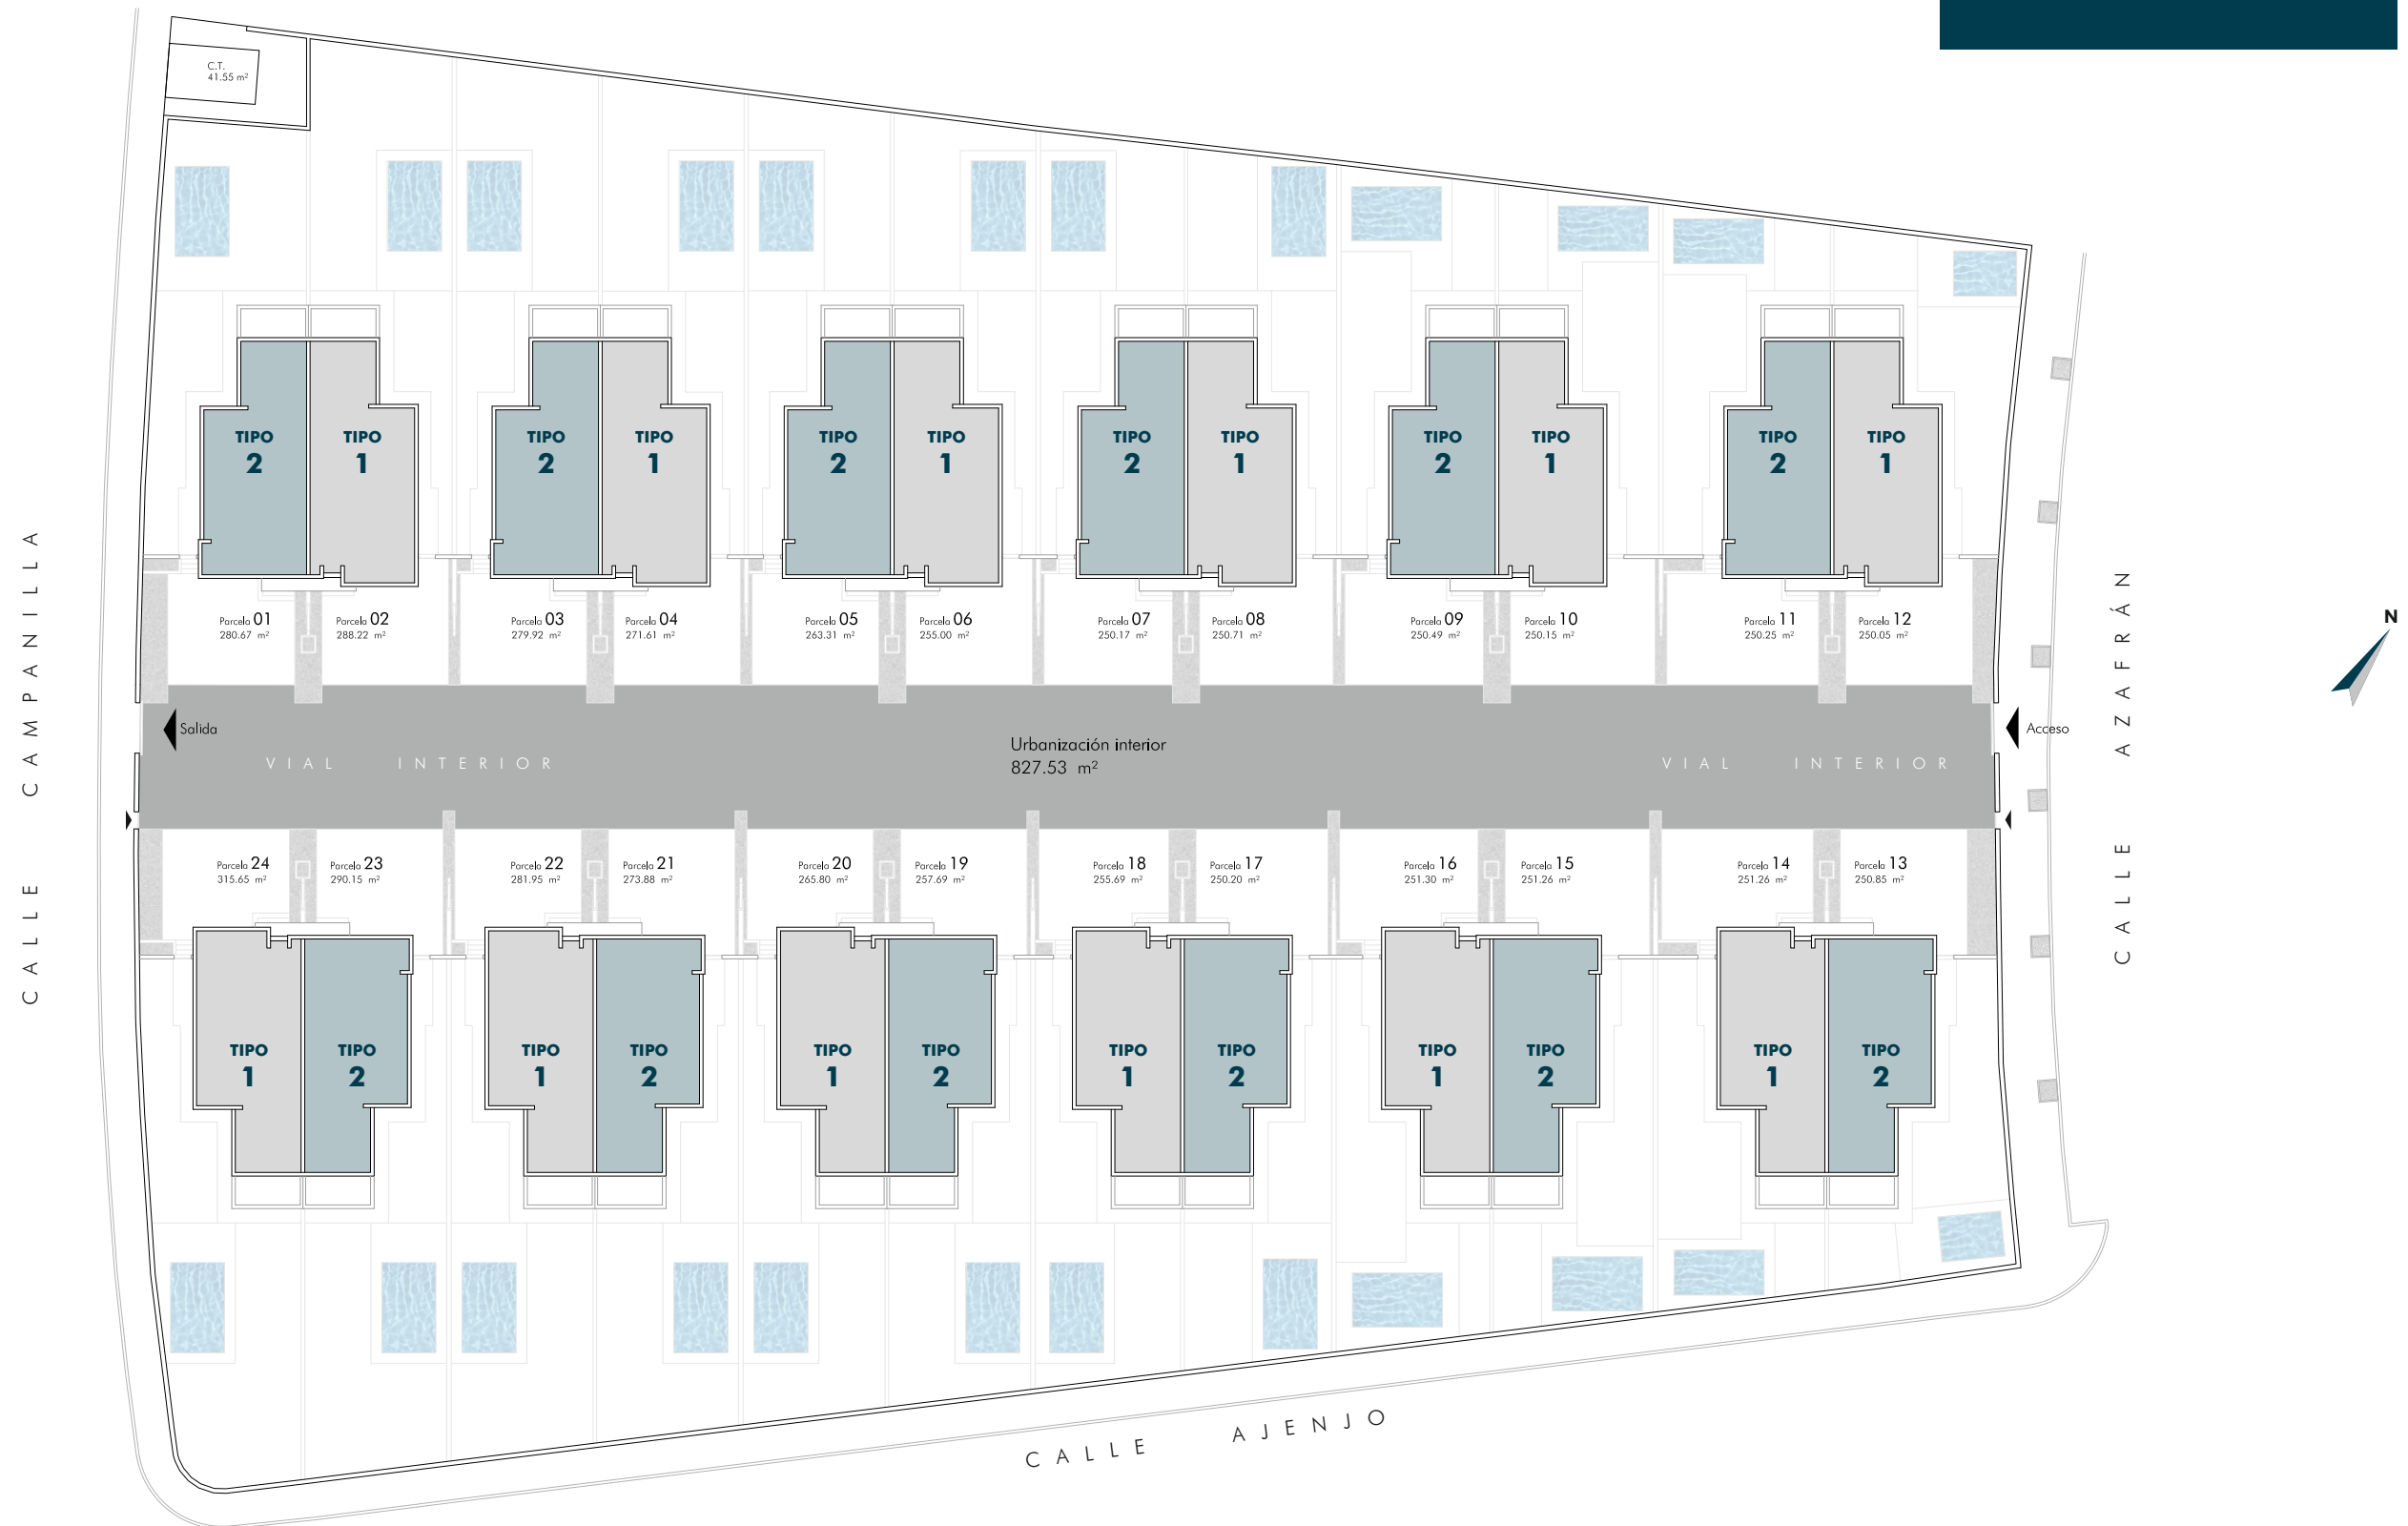 C.T.
41.55 m²
TIPO
2
TIPO
1
TIPO
2
TIPO
1
TIPO
2
TIPO
1
TIPO
2
TIPO
1
TIPO
2
TIPO
1
TIPO
2
TIPO
1
Parcela 01
280.67 m²
Parcela 02
288.22 m²
Parcela 03
279.92 m²
Parcela 04
271.61 m²
Parcela 05
263.31 m²
Parcela 06
255.00 m²
Parcela 07
250.17 m²
Parcela 08
250.71 m²
Parcela 09
250.49 m²
Parcela 10
250.15 m²
Parcela 11
250.25 m²
Parcela 12
250.05 m²
N
CALLE CAMPANILLA
CALLE AZAFRÁN
Salida
Acceso
VIAL INTERIOR
Urbanización interior
827.53 m²
VIAL INTERIOR
Parcela 24
315.65 m²
Parcela 23
290.15 m²
Parcela 22
281.95 m²
Parcela 21
273.88 m²
Parcela 20
265.80 m²
Parcela 19
257.69 m²
Parcela 18
255.69 m²
Parcela 17
250.20 m²
Parcela 16
251.30 m²
Parcela 15
251.26 m²
Parcela 14
251.26 m²
Parcela 13
250.85 m²
TIPO
1
TIPO
2
TIPO
1
TIPO
2
TIPO
1
TIPO
2
TIPO
1
TIPO
2
TIPO
1
TIPO
2
TIPO
1
TIPO
2
CALLE AJENJO